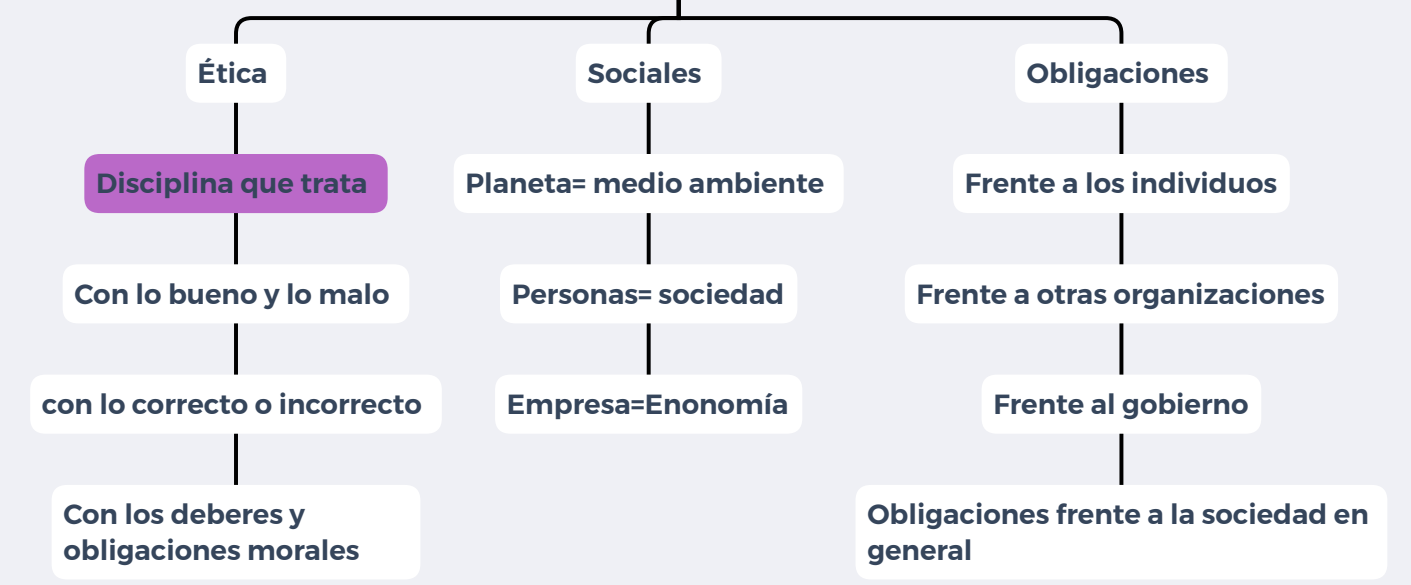 Ética
Disciplina que trata
Con lo bueno y lo malo
con lo correcto o incorrecto
Con los deberes y
obligaciones morales
Sociales
Planeta= medio ambiente
Personas= sociedad
Empresa=Enonomía
Obligaciones
Frente a los individuos
Frente a otras organizaciones
Frente al gobierno
Obligaciones frente a la sociedad en
general